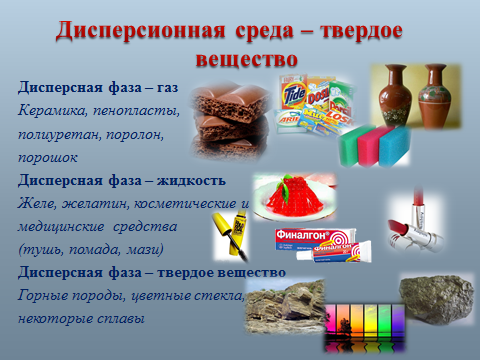 Дисперсионная среда – твердое
вещество
Дисперсная фаза – газ
Керамика, пенопласты,
полиуретан, поролон,
порошок
Дисперсная фаза – жидкость
Желе, желатин, косметические и
медицинские средства
(тушь, помада, мази)
Дисперсная фаза – твердое вещество
Горные породы, цветные стекла,
некоторые сплавы
Tide
ФИНАЛГОН